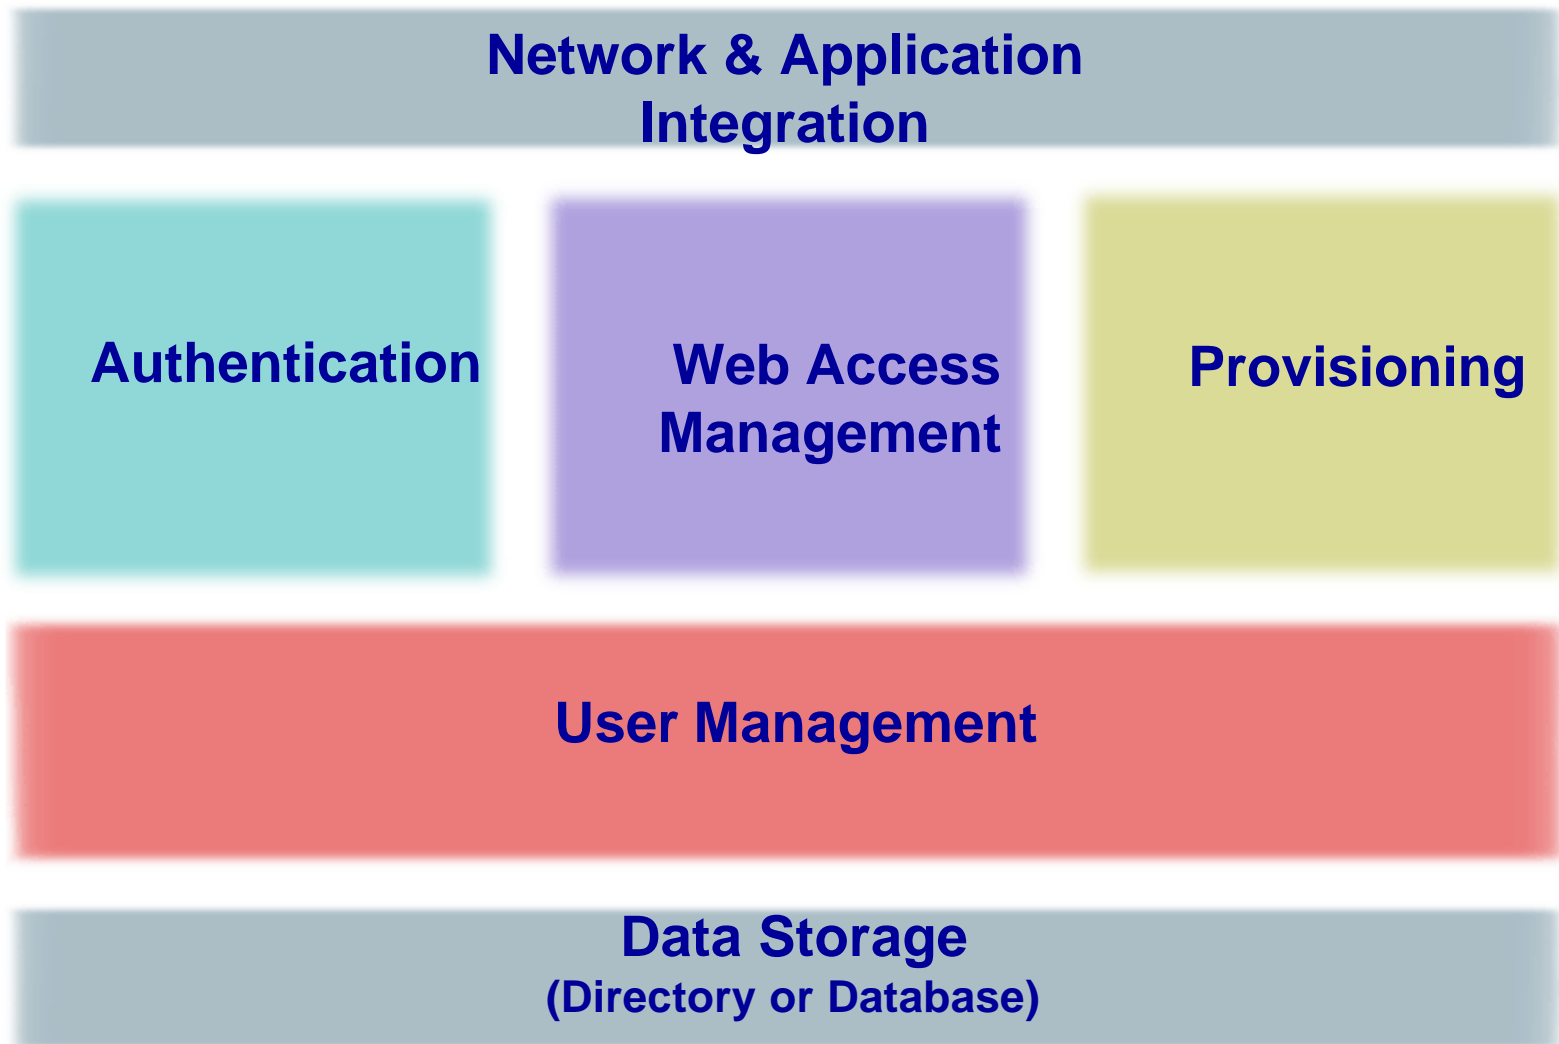 Network & Application
Integration
Authentication
Web Access
Management
Provisioning
User Management
Data Storage
(Directory or Database)